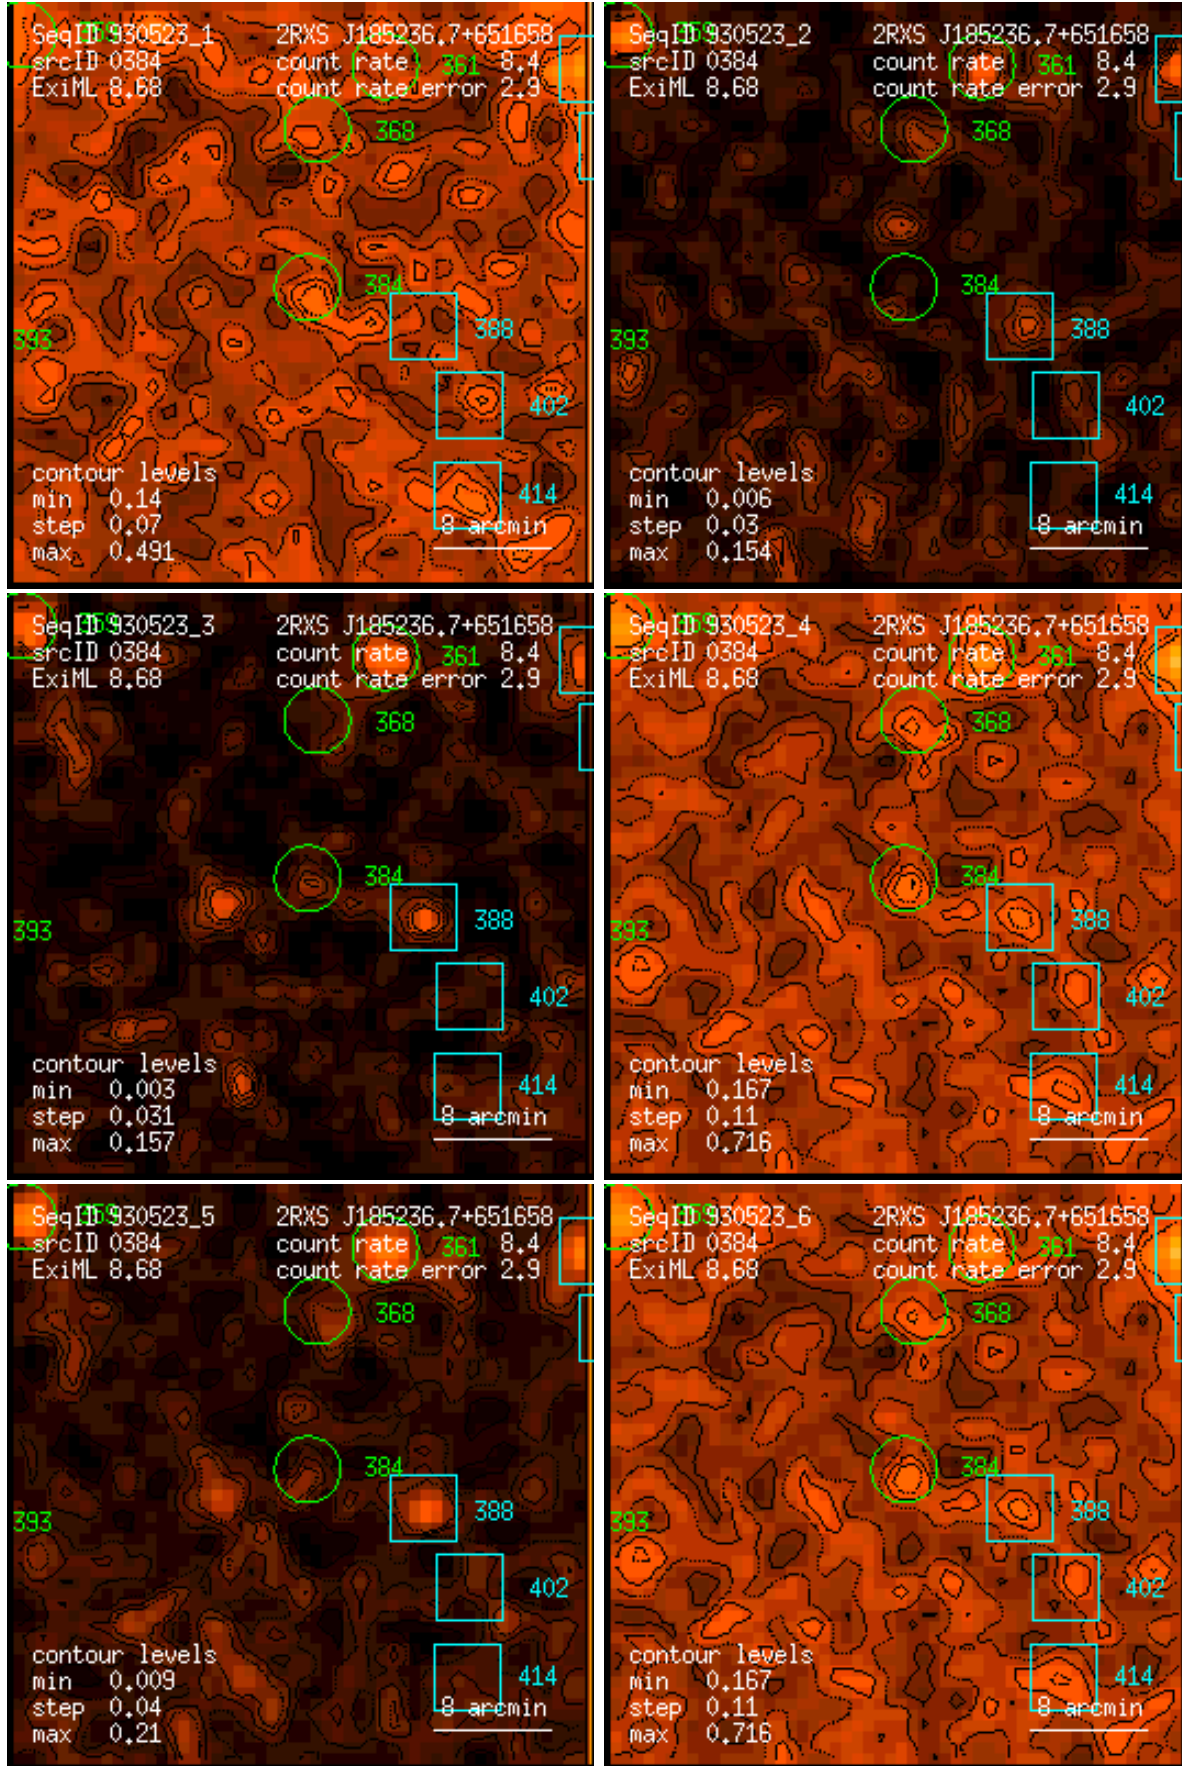 SeqID 930523_1 2RXS J185236.7+651658
359
srcID 0384 count rate 361 8.4
ExiML 8.68 count rate error 2.9
368
384
388
393
402
contour levels
min 0.14 414
step 0.07 8 arcmin
max 0.491
SeqID 930523_2 2RXS J185236.7+651658
359
srcID 0384 count rate 361 8.4
ExiML 8.68 count rate error 2.9
368
384
388
393
402
contour levels
min 0.006 414
step 0.03 8 arcmin
max 0.154
SeqID 930523_3 2RXS J185236.7+651658
359
srcID 0384 count rate 361 8.4
ExiML 8.68 count rate error 2.9
368
384
388
393
402
contour levels
min 0.003 414
step 0.031 8 arcmin
max 0.157
SeqID 930523_4 2RXS J185236.7+651658
359
srcID 0384 count rate 361 8.4
ExiML 8.68 count rate error 2.9
368
384
388
393
402
contour levels
min 0.167 414
step 0.11 8 arcmin
max 0.716
SeqID 930523_5 2RXS J185236.7+651658
359
srcID 0384 count rate 361 8.4
ExiML 8.68 count rate error 2.9
368
384
388
393
402
contour levels
min 0.009 414
step 0.04 8 arcmin
max 0.21
SeqID 930523_6 2RXS J185236.7+651658
359
srcID 0384 count rate 361 8.4
ExiML 8.68 count rate error 2.9
368
384
388
393
402
contour levels
min 0.167 414
step 0.11 8 arcmin
max 0.716